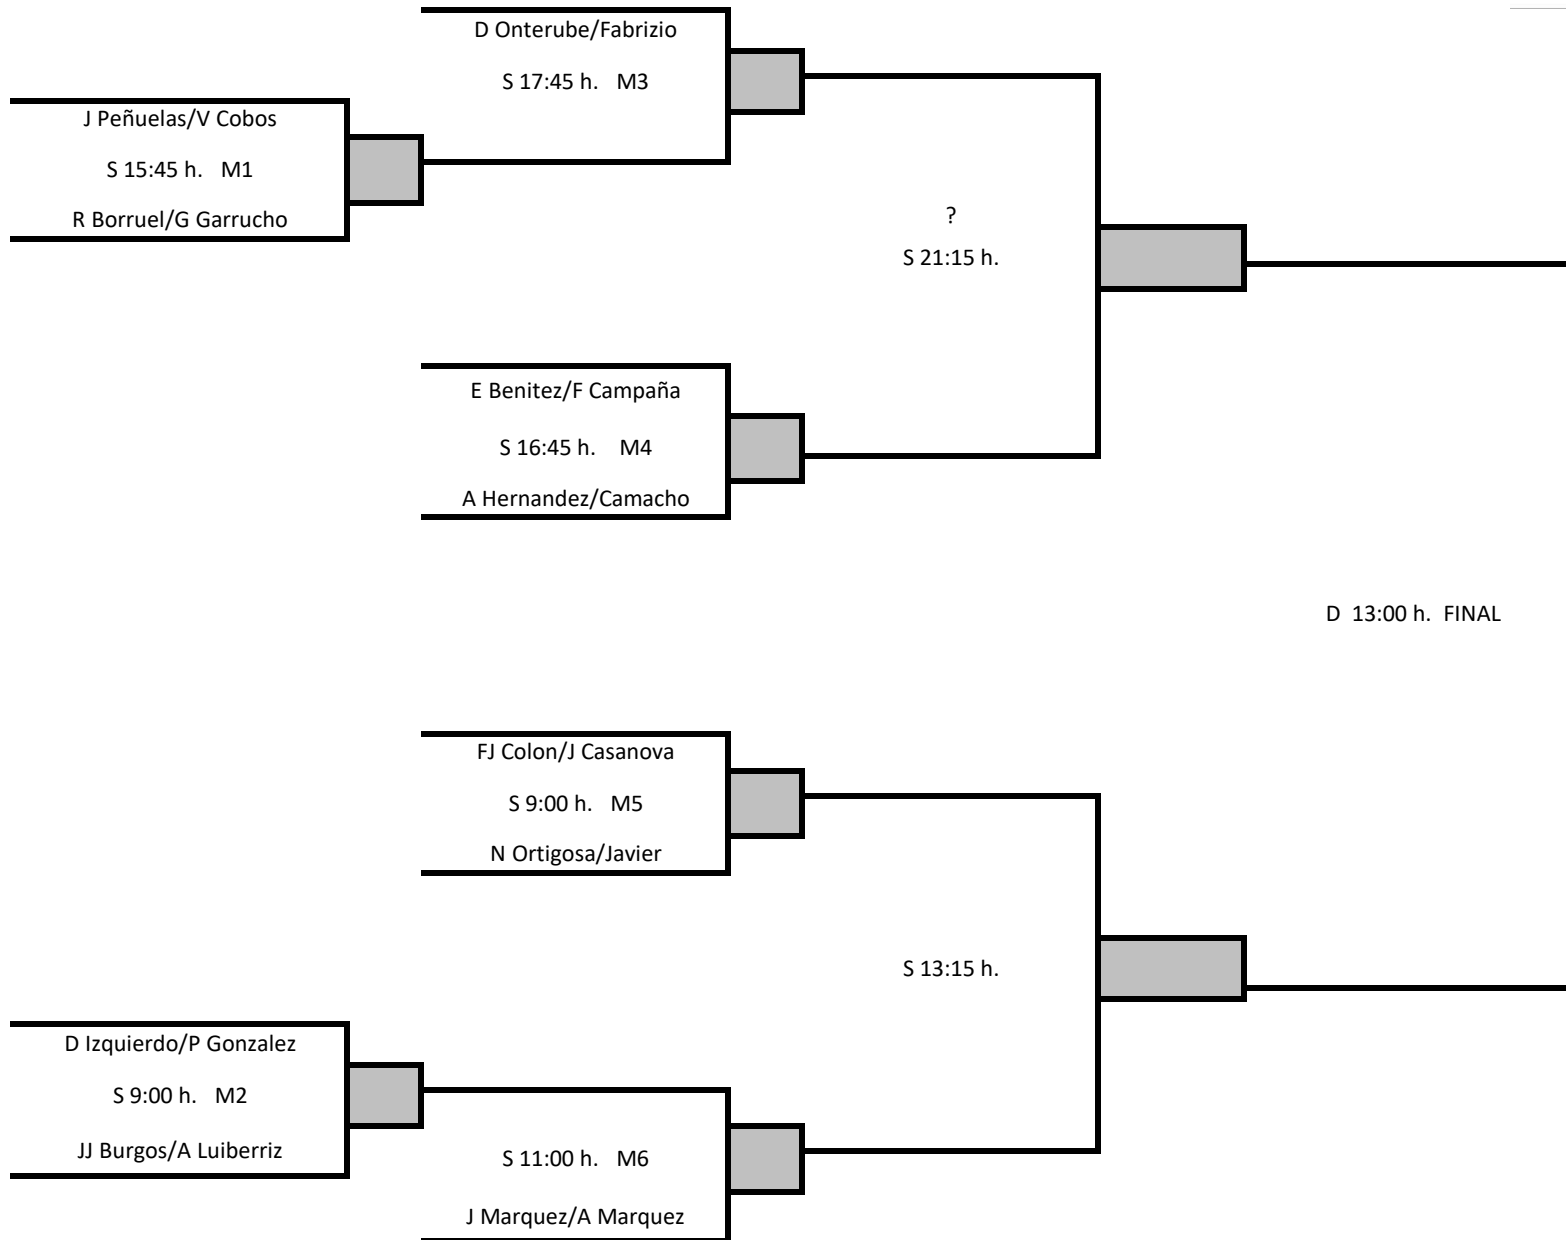 D Onterube/Fabrizio
S 17:45 h. M3
J Peñuelas/V Cobos
S 15:45 h. M1
R Borruel/G Garrucho
?
S 21:15 h.
E Benitez/F Campaña
S 16:45 h. M4
A Hernandez/Camacho
D 13:00 h. FINAL
FJ Colon/J Casanova
S 9:00 h. M5
N Ortigosa/Javier
S 13:15 h.
D Izquierdo/P Gonzalez
S 9:00 h. M2
JJ Burgos/A Luiberriz
S 11:00 h. M6
J Marquez/A Marquez